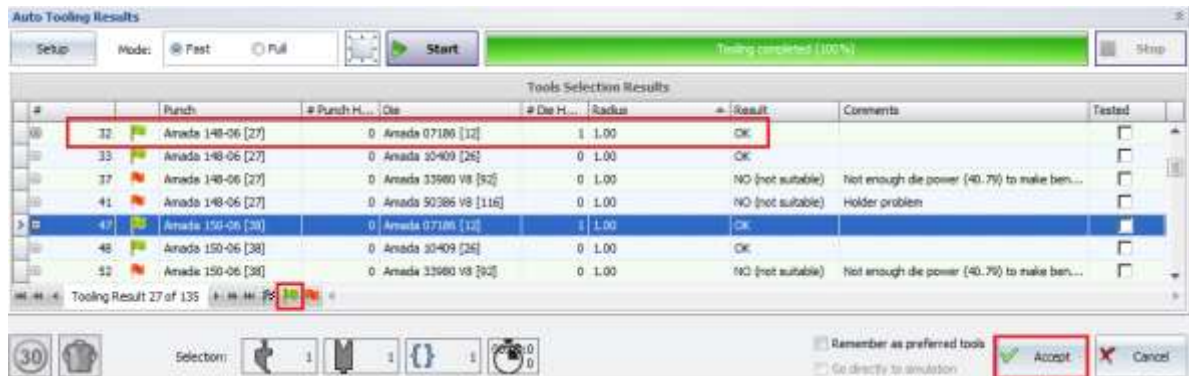 Auto Tooling Results
Setup Mode: Fast Full Start Tooling completed (100%) Stop
Tools Selection Results
# Punch # Punch H... Die # Die H... Radius Result Comments Tested
32 Amada 148-06 [27] 0 Amada 07186 [12] 1 1.00 OK
33 Amada 148-06 [27] 0 Amada 10409 [26] 0 1.00 OK
37 Amada 148-06 [27] 0 Amada 33980 V8 [92] 0 1.00 NO (not suitable) Not enough die power (40.79) to make ben...
41 Amada 148-06 [27] 0 Amada 50386 V8 [116] 0 1.00 NO (not suitable) Holder problem
47 Amada 150-06 [38] 0 Amada 07186 [12] 1 1.00 OK
48 Amada 150-06 [38] 0 Amada 10409 [26] 0 1.00 OK
52 Amada 150-06 [38] 0 Amada 33980 V8 [92] 0 1.00 NO (not suitable) Not enough die power (40.79) to make ben...
Tooling Result 27 of 135
30 Selection: 1 1 {} 1 Remember as preferred tools Accept Cancel
Go directly to simulation